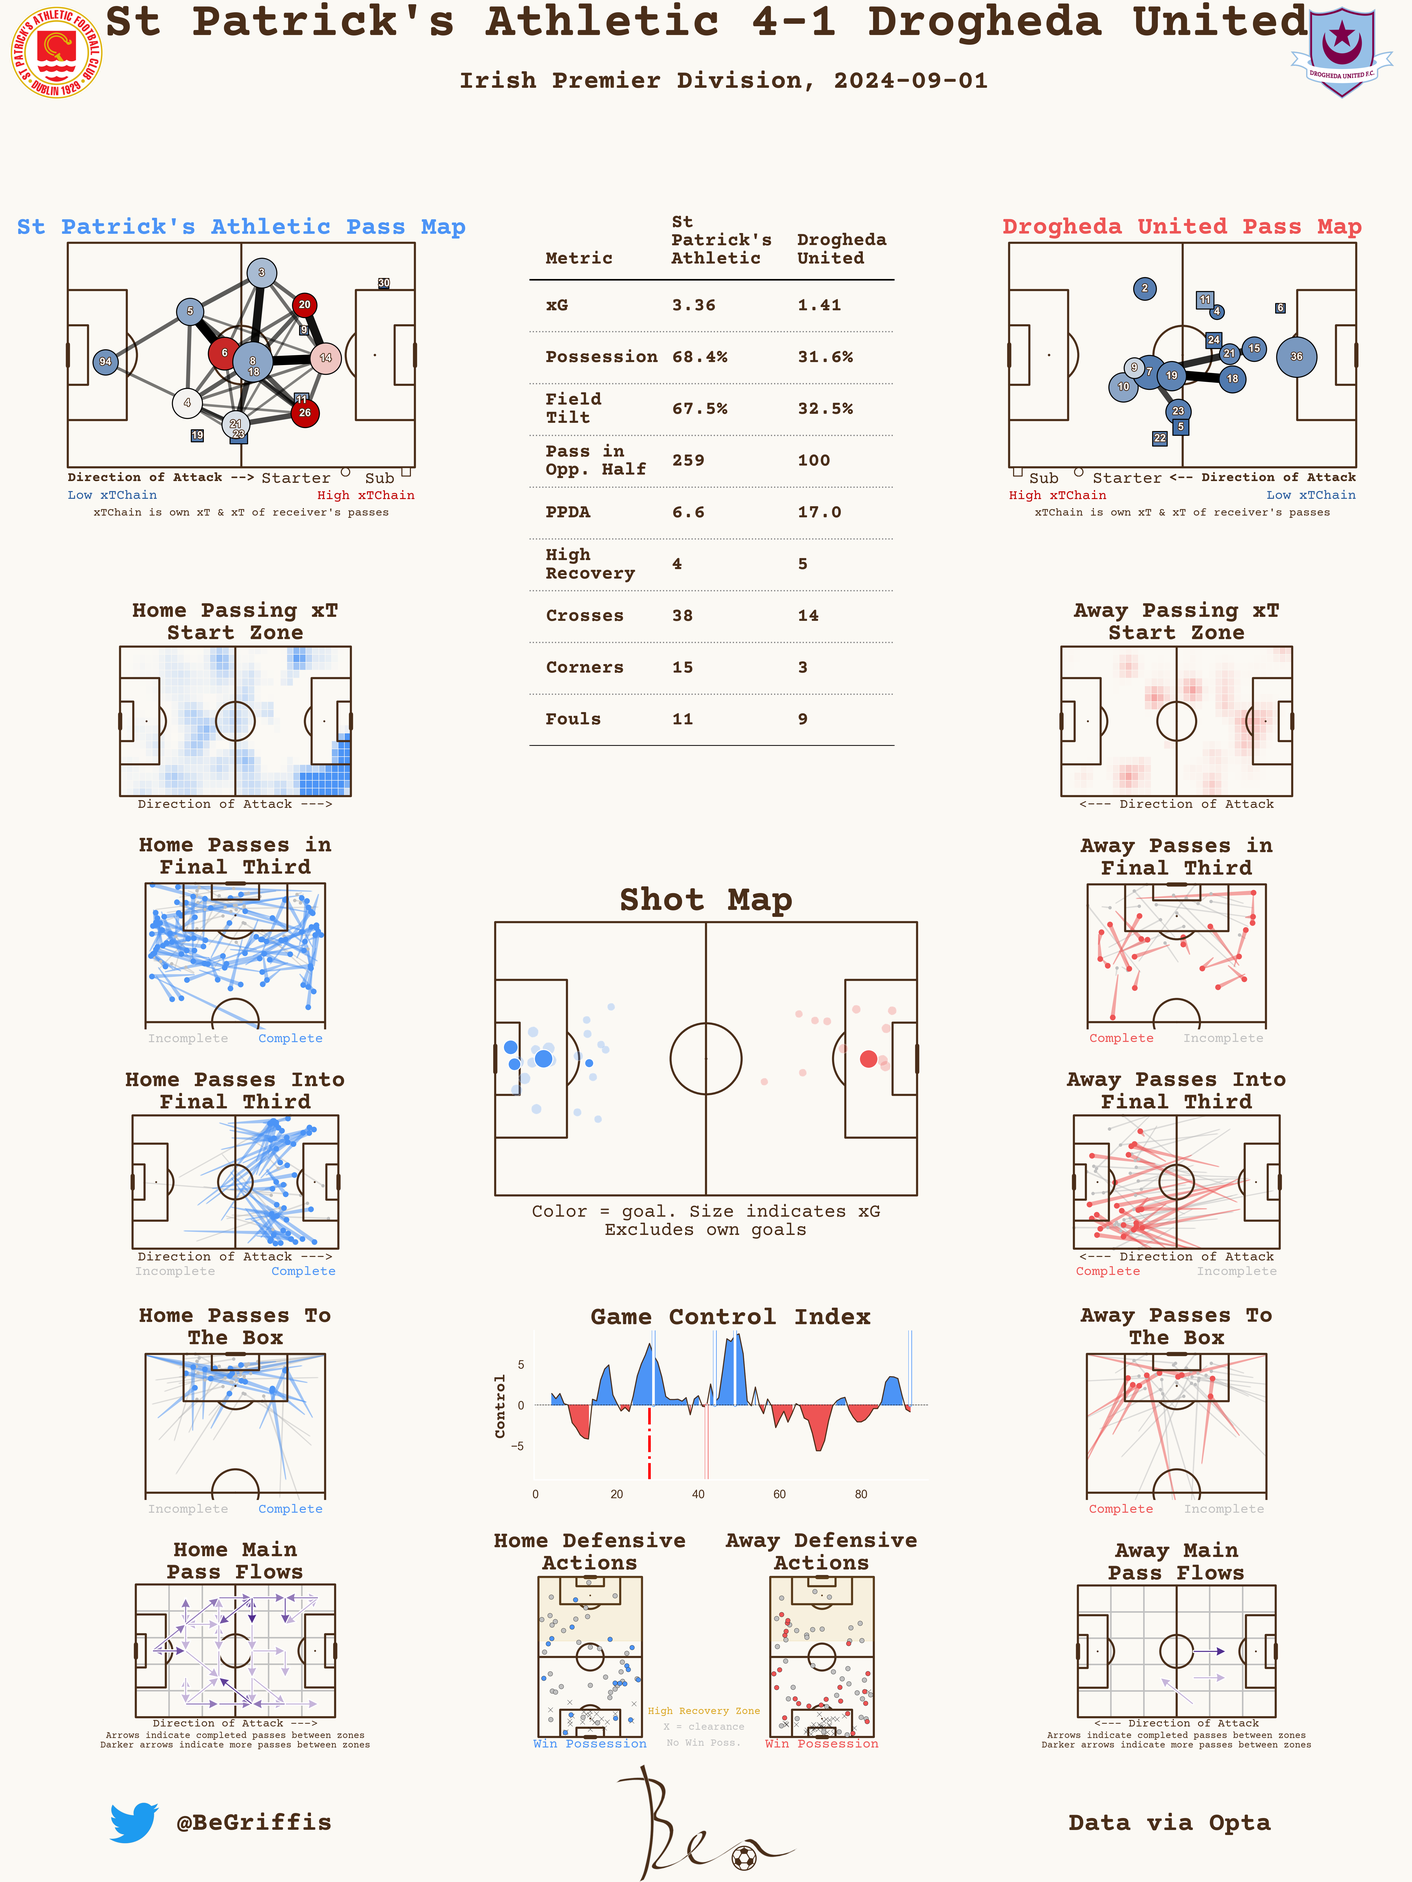 St Patrick's Athletic 4-1 Drogheda United
Irish Premier Division, 2024-09-01
ST PATRICK'S ATHLETIC FOOTBALL CLUB
DUBLIN 1929
DROGHEDA UNITED F.C.
St Patrick's Athletic Pass Map
3
30
5
20
9
94
6
8
18
14
4
11
26
21
23
19
Direction of Attack --> Starter Sub
Low xTChain High xTChain
xTChain is own xT & xT of receiver's passes
Metric St Patrick's Athletic Drogheda United
xG 3.36 1.41
Possession 68.4% 31.6%
Field Tilt 67.5% 32.5%
Pass in Opp. Half 259 100
PPDA 6.6 17.0
High Recovery 4 5
Crosses 38 14
Corners 15 3
Fouls 11 9
Drogheda United Pass Map
2
11
4
6
24
21
15
36
9
7
19
18
10
23
5
22
Sub Starter <-- Direction of Attack
High xTChain Low xTChain
xTChain is own xT & xT of receiver's passes
Home Passing xT
Start Zone
Direction of Attack --->
Away Passing xT
Start Zone
<--- Direction of Attack
Home Passes in
Final Third
Incomplete Complete
Away Passes in
Final Third
Complete Incomplete
Shot Map
Color = goal. Size indicates xG
Excludes own goals
Home Passes Into
Final Third
Direction of Attack --->
Incomplete Complete
Away Passes Into
Final Third
<--- Direction of Attack
Complete Incomplete
Home Passes To
The Box
Incomplete Complete
Game Control Index
Control
5
0
−5
0 20 40 60 80
Away Passes To
The Box
Complete Incomplete
Home Main
Pass Flows
Direction of Attack --->
Arrows indicate completed passes between zones
Darker arrows indicate more passes between zones
Home Defensive
Actions
Win Possession
Away Defensive
Actions
Win Possession
High Recovery Zone
X = clearance
No Win Poss.
Away Main
Pass Flows
<--- Direction of Attack
Arrows indicate completed passes between zones
Darker arrows indicate more passes between zones
@BeGriffis
Ben
Data via Opta